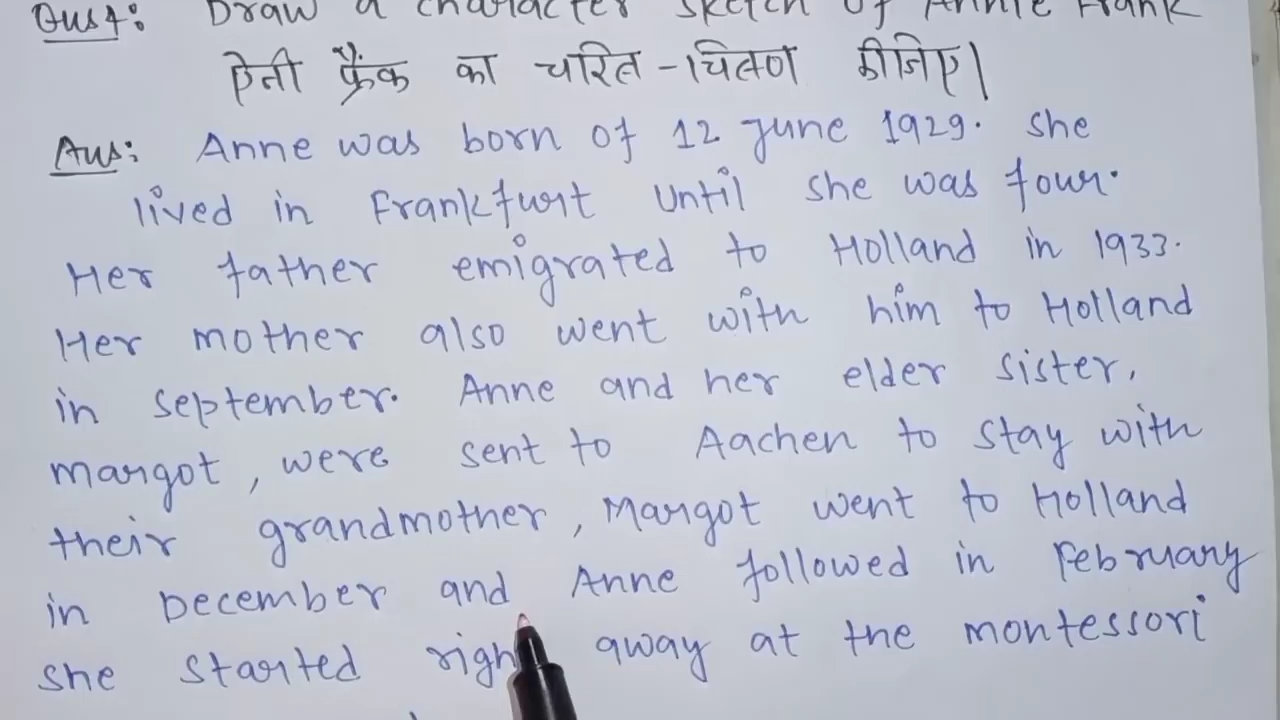 Ques: Draw a character sketch of Annie Frank
ऐनी फ्रैंक का चरित्र-चित्रण कीजिए।
Ans: Anne was born of 12 June 1929. She
lived in Frankfurt until she was four.
Her father emigrated to Holland in 1933.
Her mother also went with him to Holland
in september. Anne and her elder sister,
margot, were sent to Aachen to stay with
their grandmother, Margot went to Holland
in December and Anne followed in February
she started right away at the montessori